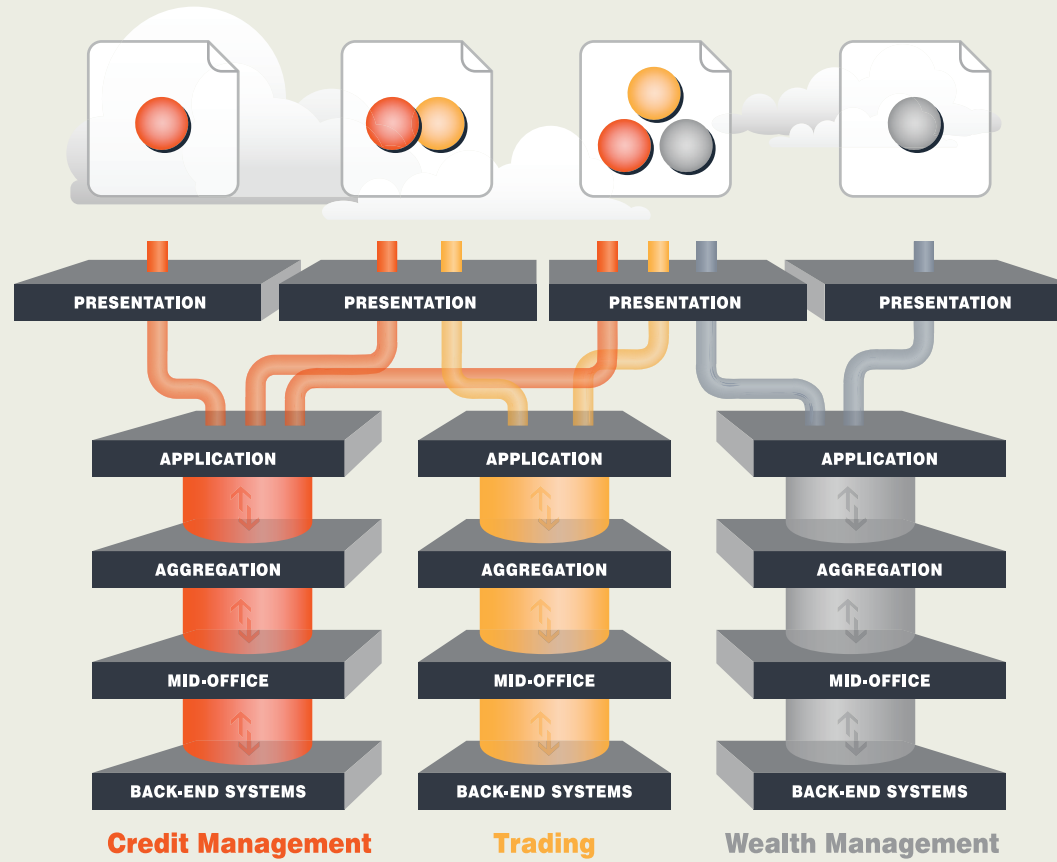 PRESENTATION
PRESENTATION
PRESENTATION
PRESENTATION
APPLICATION
APPLICATION
APPLICATION
AGGREGATION
AGGREGATION
AGGREGATION
MID-OFFICE
MID-OFFICE
MID-OFFICE
BACK-END SYSTEMS
BACK-END SYSTEMS
BACK-END SYSTEMS
Credit Management
Trading
Wealth Management